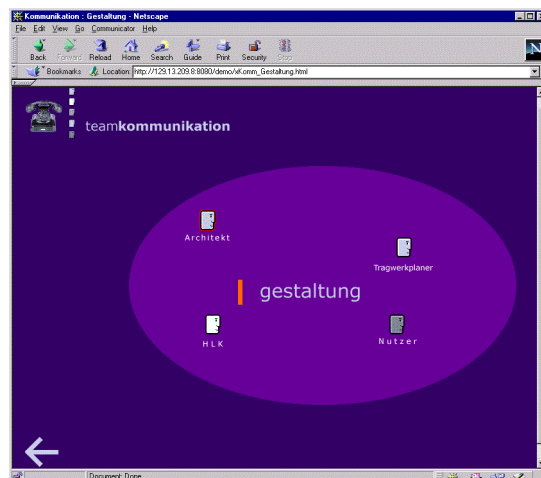 Kommunikation : Gestaltung - Netscape
File Edit View Go Communicator Help
Back Forward Reload Home Search Guide Print Security Stop
Bookmarks Location: http://129.13.209.8:8080/demo/xKomm_Gestaltung.html
N
teamkommunikation
Architekt
Tragwerkplaner
gestaltung
HLK
Nutzer
Document: Done